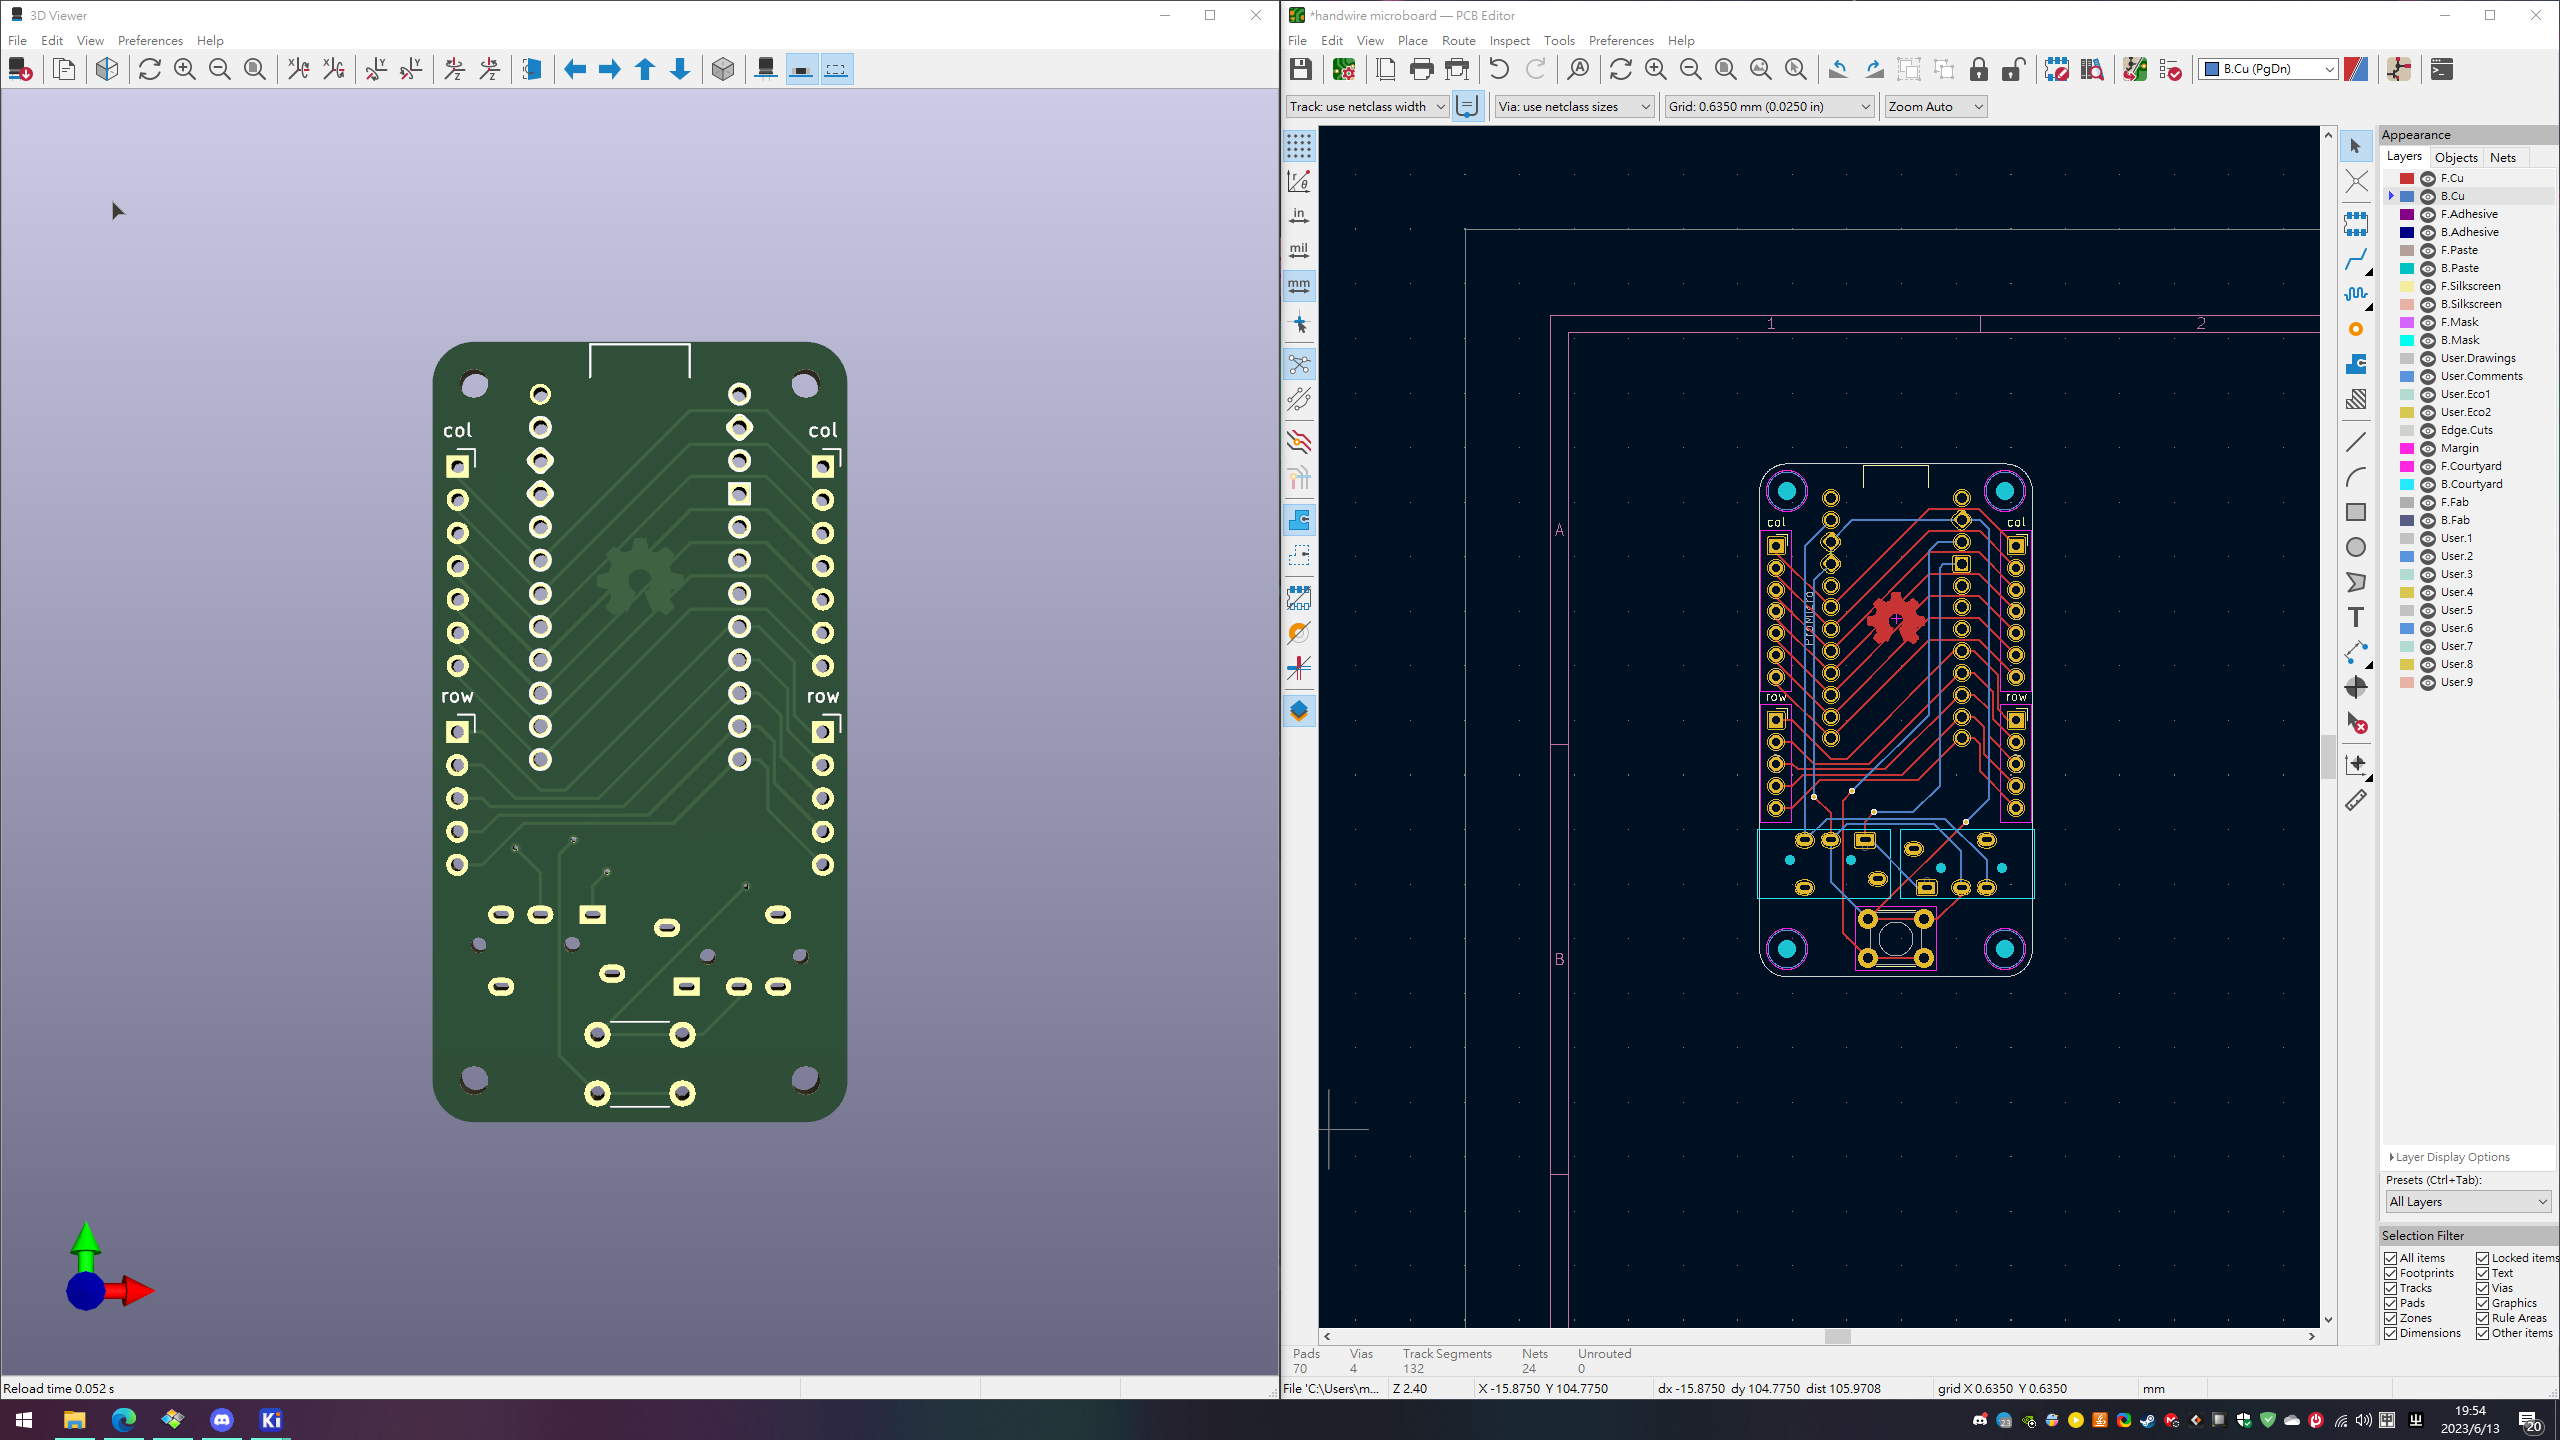 3D Viewer
File Edit View Preferences Help
col col
row row
Reload time 0.052 s
*handwire microboard — PCB Editor
File Edit View Place Route Inspect Tools Preferences Help
B.Cu (PgDn)
Track: use netclass width
Via: use netclass sizes
Grid: 0.6350 mm (0.0250 in)
Zoom Auto
in
mil
mm
1 2
A
B
col col
ProMicro
row row
Appearance
Layers Objects Nets
F.Cu
B.Cu
F.Adhesive
B.Adhesive
F.Paste
B.Paste
F.Silkscreen
B.Silkscreen
F.Mask
B.Mask
User.Drawings
User.Comments
User.Eco1
User.Eco2
Edge.Cuts
Margin
F.Courtyard
B.Courtyard
F.Fab
B.Fab
User.1
User.2
User.3
User.4
User.5
User.6
User.7
User.8
User.9
Layer Display Options
Presets (Ctrl+Tab):
All Layers
Selection Filter
All items Locked items
Footprints Text
Tracks Vias
Pads Graphics
Zones Rule Areas
Dimensions Other items
Pads Vias Track Segments Nets Unrouted
70 4 132 24 0
File 'C:\Users\m... Z 2.40 X -15.8750 Y 104.7750 dx -15.8750 dy 104.7750 dist 105.9708 grid X 0.6350 Y 0.6350 mm
Ki
23
19:54
2023/6/13
20